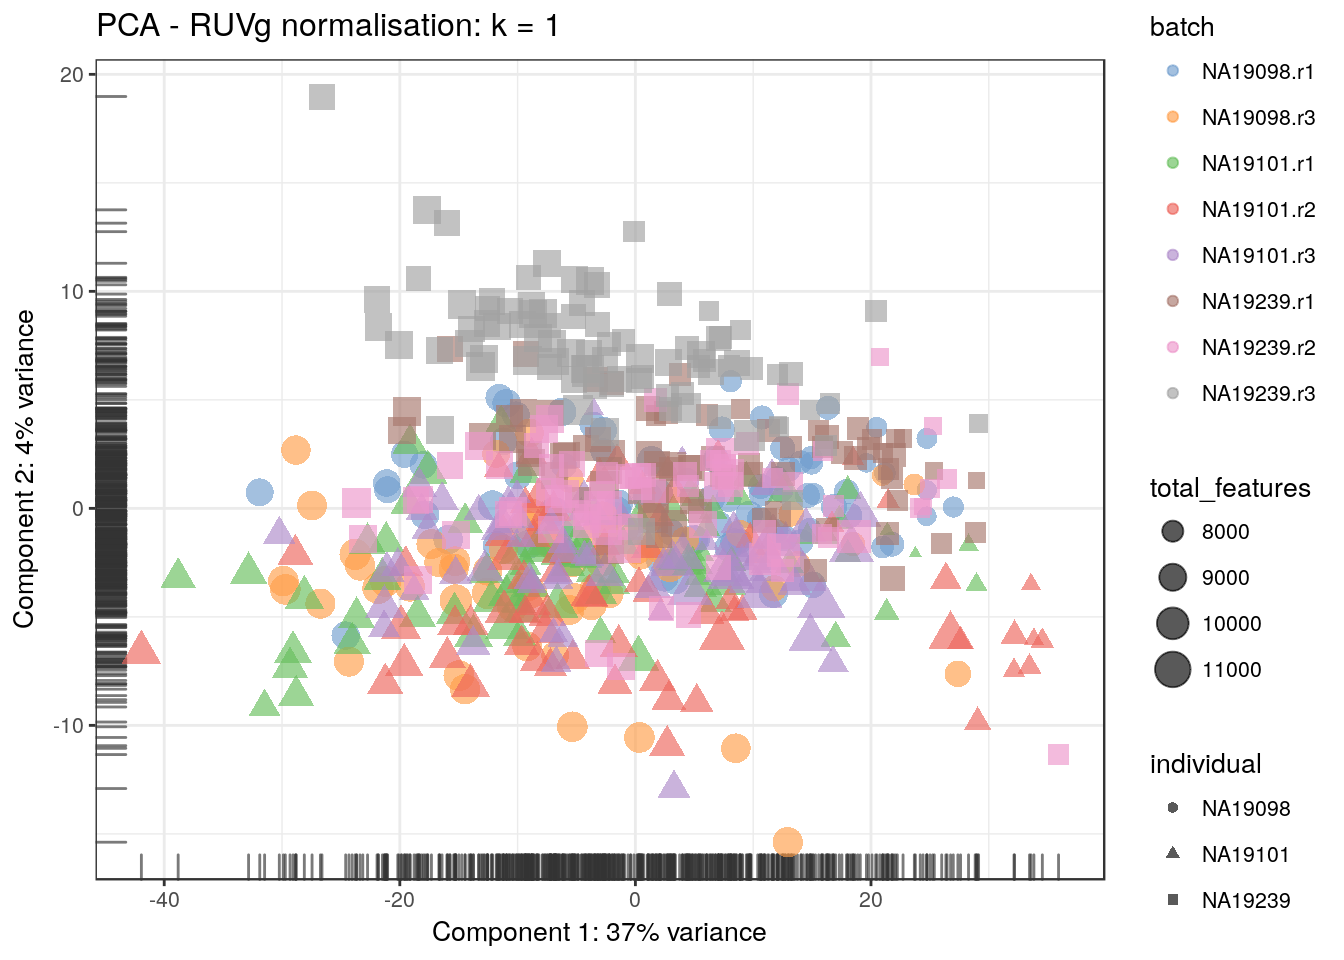 PCA - RUVg normalisation: k = 1
20
10
0
-10
-40
-20
0
20
Component 1: 37% variance
Component 2: 4% variance
batch
NA19098.r1
NA19098.r3
NA19101.r1
NA19101.r2
NA19101.r3
NA19239.r1
NA19239.r2
NA19239.r3
total_features
8000
9000
10000
11000
individual
NA19098
NA19101
NA19239